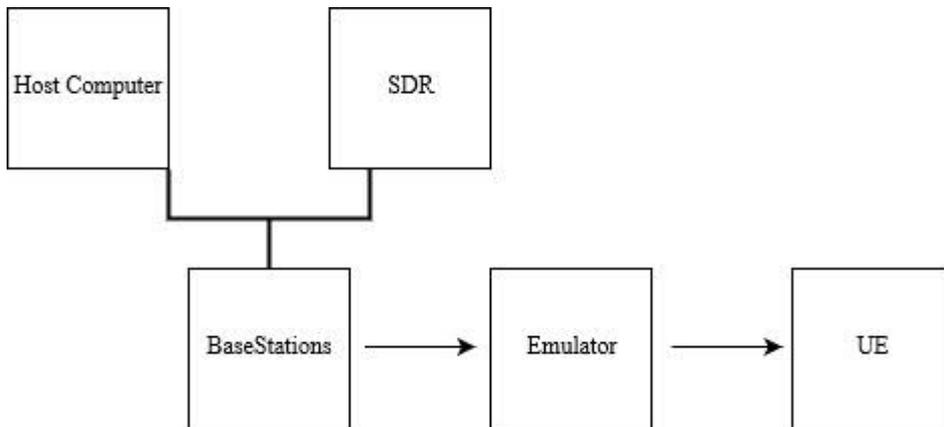 Host Computer
SDR
BaseStations
Emulator
UE